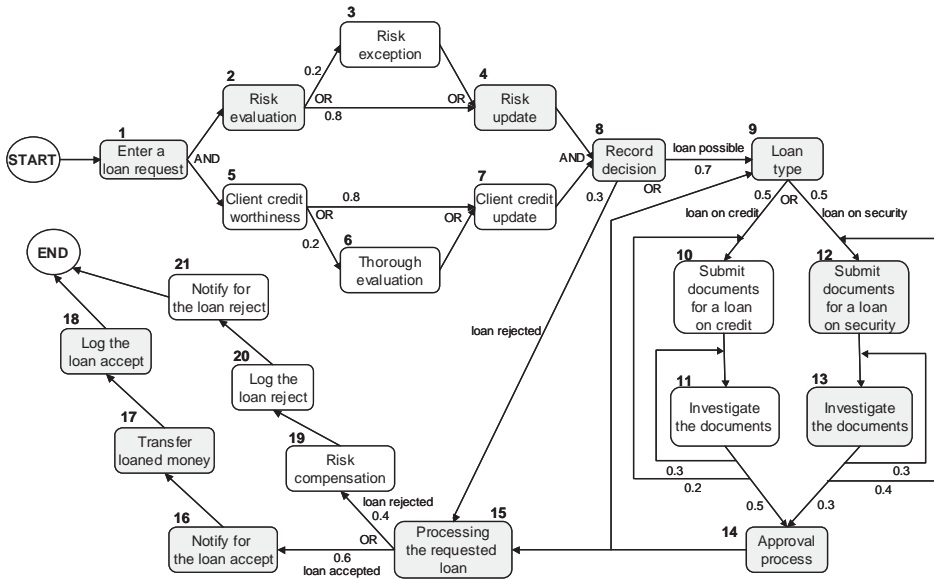 3
Risk
exception
0.2
2
Risk
evaluation
OR
0.8
OR
4
Risk
update
START
1
Enter a
loan request
AND
AND
8
Record
decision
OR
0.3
loan possible
0.7
9
Loan
type
5
Client credit
worthiness
0.8
OR
0.2
OR
7
Client credit
update
6
Thorough
evaluation
0.5
OR
0.5
loan on credit
loan on security
END
21
Notify for
the loan reject
10
Submit
documents
for a loan
on credit
12
Submit
documents
for a loan
on security
18
Log the
loan accept
loan rejected
20
Log the
loan reject
11
Investigate
the documents
13
Investigate
the documents
17
Transfer
loaned money
19
Risk
compensation
0.3
0.2
0.5
0.3
0.4
0.3
loan rejected
0.4
15
Processing
the requested
loan
OR
0.6
loan accepted
16
Notify for
the loan accept
14
Approval
process